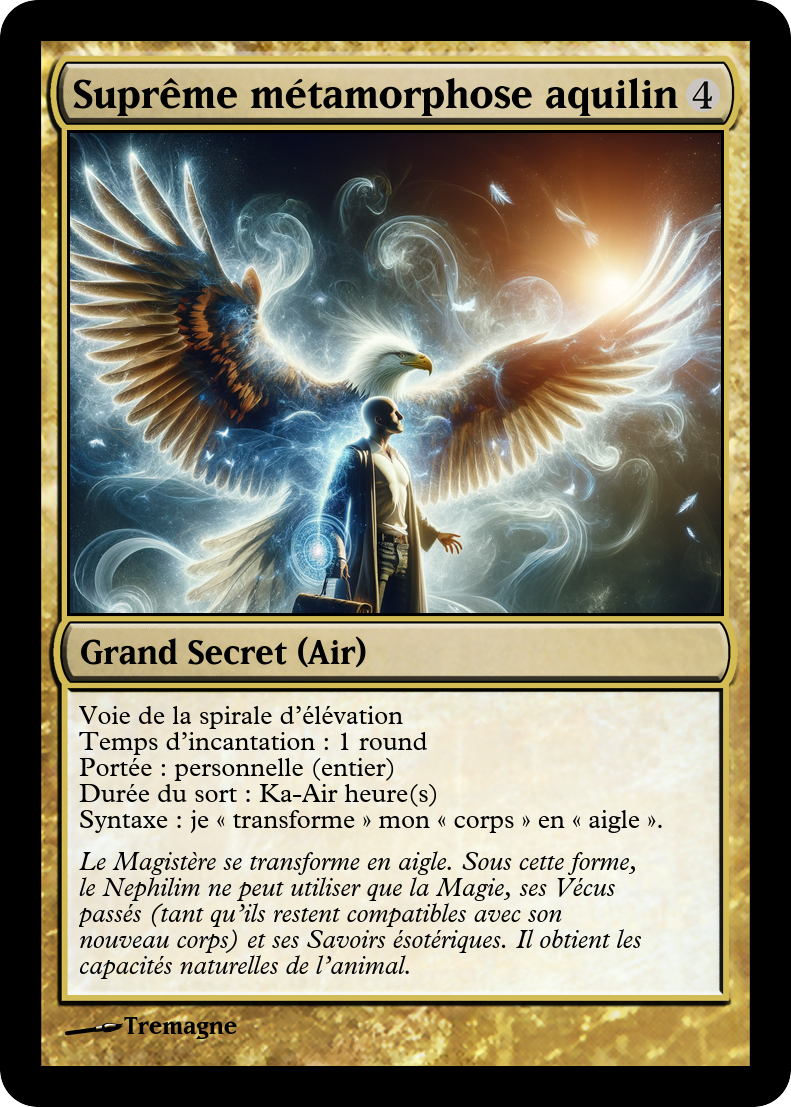 Suprême métamorphose aquilin 4
Grand Secret (Air)
Voie de la spirale d'élévation
Temps d'incantation : 1 round
Portée : personnelle (entier)
Durée du sort : Ka-Air heure(s)
Syntaxe : je « transforme » mon « corps » en « aigle ».
Le Magistère se transforme en aigle. Sous cette forme,
le Nephilim ne peut utiliser que la Magie, ses Vécus
passés (tant qu'ils restent compatibles avec son
nouveau corps) et ses Savoirs ésotériques. Il obtient les
capacités naturelles de l'animal.
Tremagne